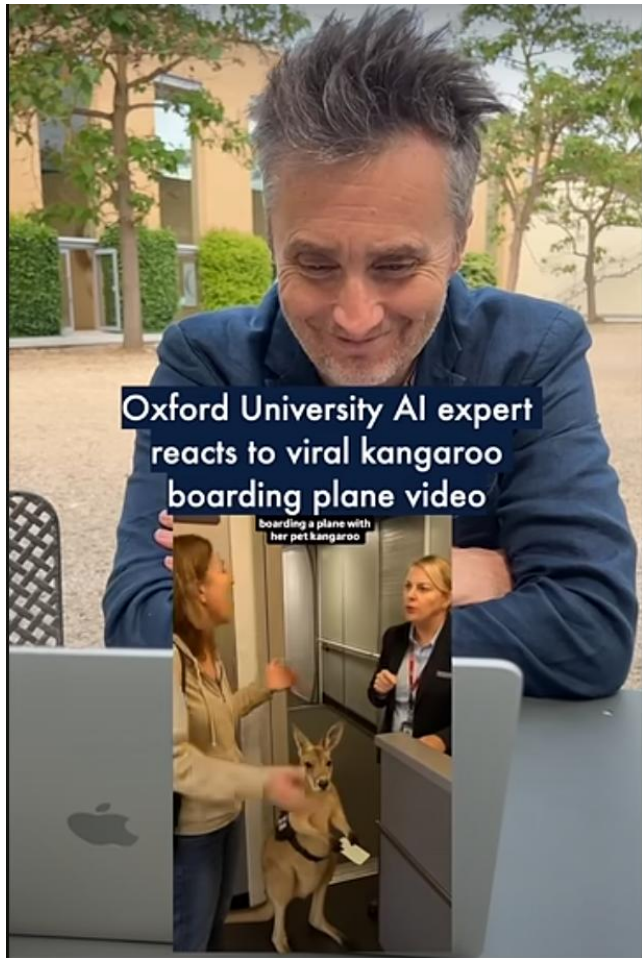 Oxford University AI expert
reacts to viral kangaroo
boarding plane video
boarding a plane with
her pet kangaroo